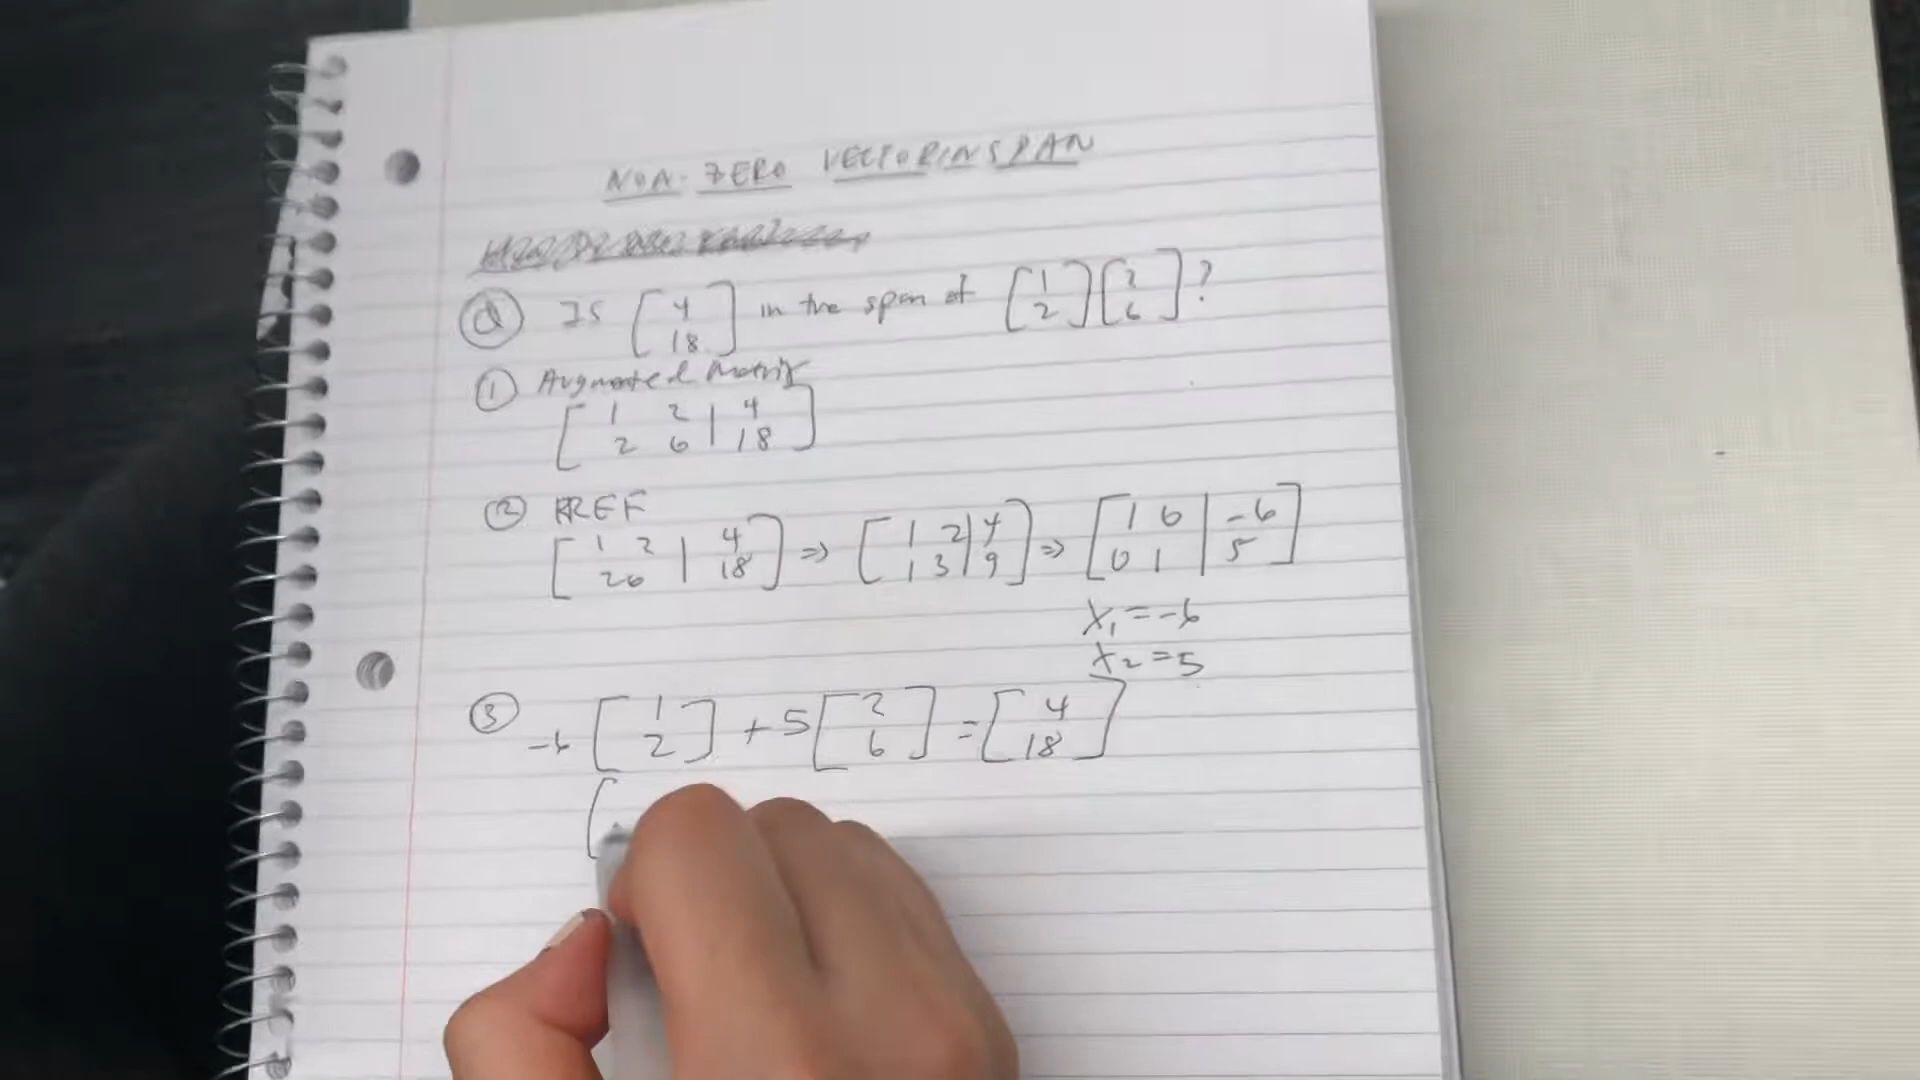 NON-ZERO VECTOR IN SPAN
Q Is [4 18] in the span of [1 2] [2 6]?
① Augmented Matrix
[1 2 | 4
2 6 | 18]
② RREF
[1 2 | 4
2 6 | 18] => [1 2 | 4
1 3 | 9] => [1 0 | -6
0 1 | 5]
x₁ = -6
x₂ = 5
③ -6 [1 2] + 5 [2 6] = [4 18]
[